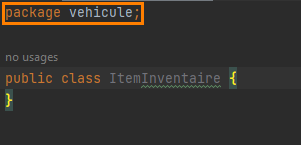 package vehicule;
no usages
public class ItemInventaire {
}